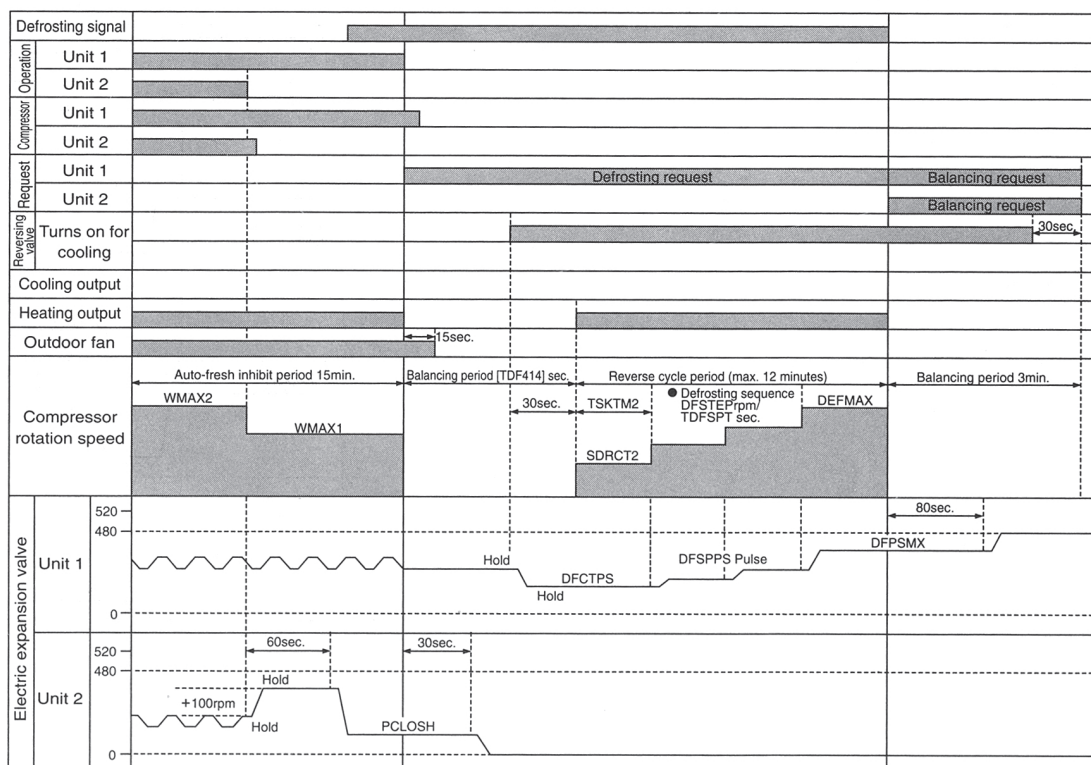 Defrosting signal
Operation
Unit 1
Unit 2
Compressor
Unit 1
Unit 2
Request
Unit 1
Defrosting request
Balancing request
Unit 2
Balancing request
Reversing valve
Turns on for
cooling
30sec.
Cooling output
Heating output
Outdoor fan
15sec.
Compressor
rotation speed
Auto-fresh inhibit period 15min.
Balancing period [TDF414] sec.
Reverse cycle period (max. 12 minutes)
Balancing period 3min.
WMAX2
WMAX1
30sec.
TSKTM2
● Defrosting sequence
DFSTEPrpm/
TDFSPT sec.
DEFMAX
SDRCT2
Electric expansion valve
Unit 1
520
480
0
80sec.
Hold
DFCTPS
Hold
DFSPPS Pulse
DFPSMX
Unit 2
520
480
0
60sec.
30sec.
Hold
+100rpm
Hold
PCLOSH